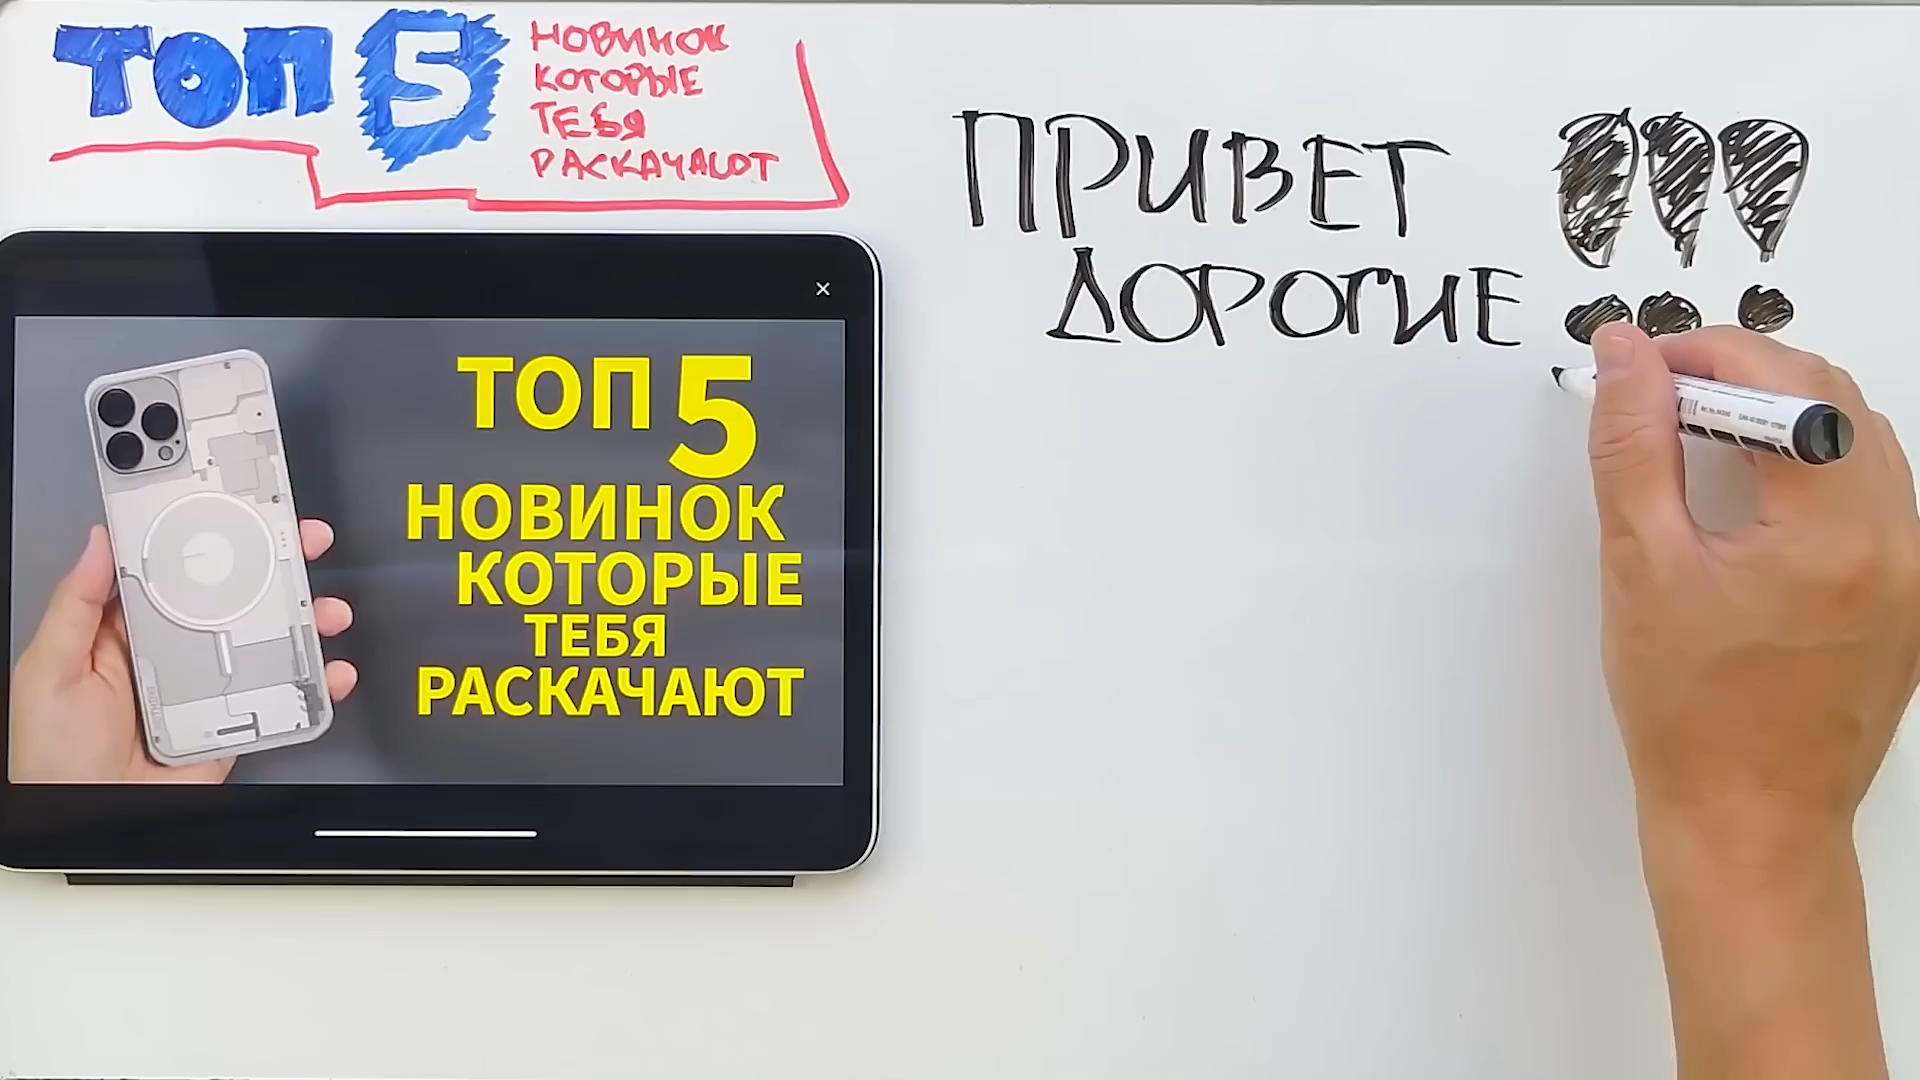 ТОП 5
НОВИНОК
КОТОРЫЕ
ТЕБЯ
РАСКАЧАЮТ
ПРИВЕТ !!!
ДОРОГИЕ
ТОП 5
НОВИНОК
КОТОРЫЕ
ТЕБЯ
РАСКАЧАЮТ